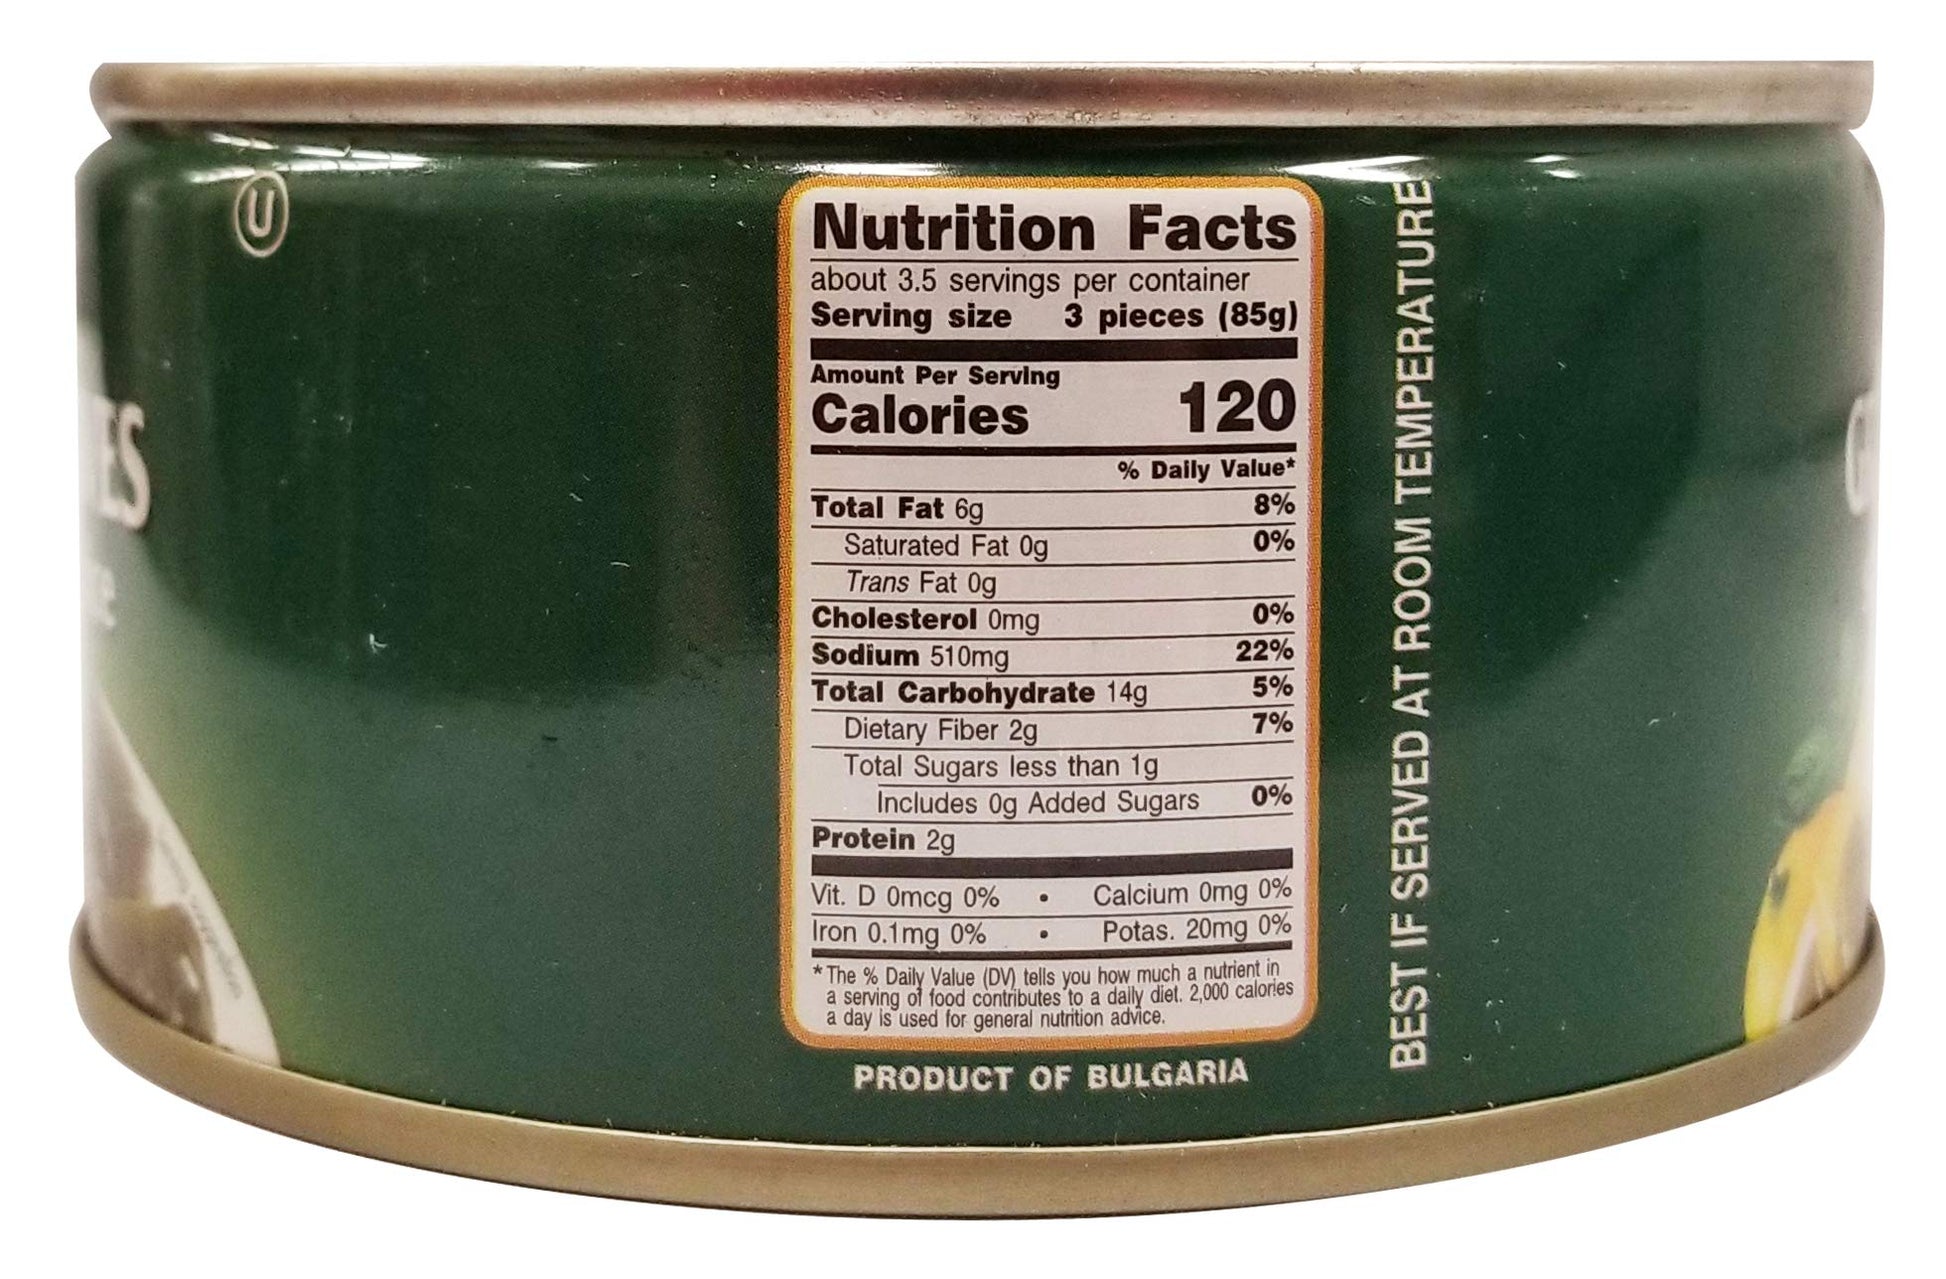 U
ES
Nutrition Facts
about 3.5 servings per container
Serving size 3 pieces (85g)
Amount Per Serving
Calories 120
% Daily Value*
Total Fat 6g 8%
Saturated Fat 0g 0%
Trans Fat 0g
Cholesterol 0mg 0%
Sodium 510mg 22%
Total Carbohydrate 14g 5%
Dietary Fiber 2g 7%
Total Sugars less than 1g
Includes 0g Added Sugars 0%
Protein 2g
Vit. D 0mcg 0% • Calcium 0mg 0%
Iron 0.1mg 0% • Potas. 20mg 0%
* The % Daily Value (DV) tells you how much a nutrient in
a serving of food contributes to a daily diet. 2,000 calories
a day is used for general nutrition advice.
PRODUCT OF BULGARIA
BEST IF SERVED AT ROOM TEMPERATURE